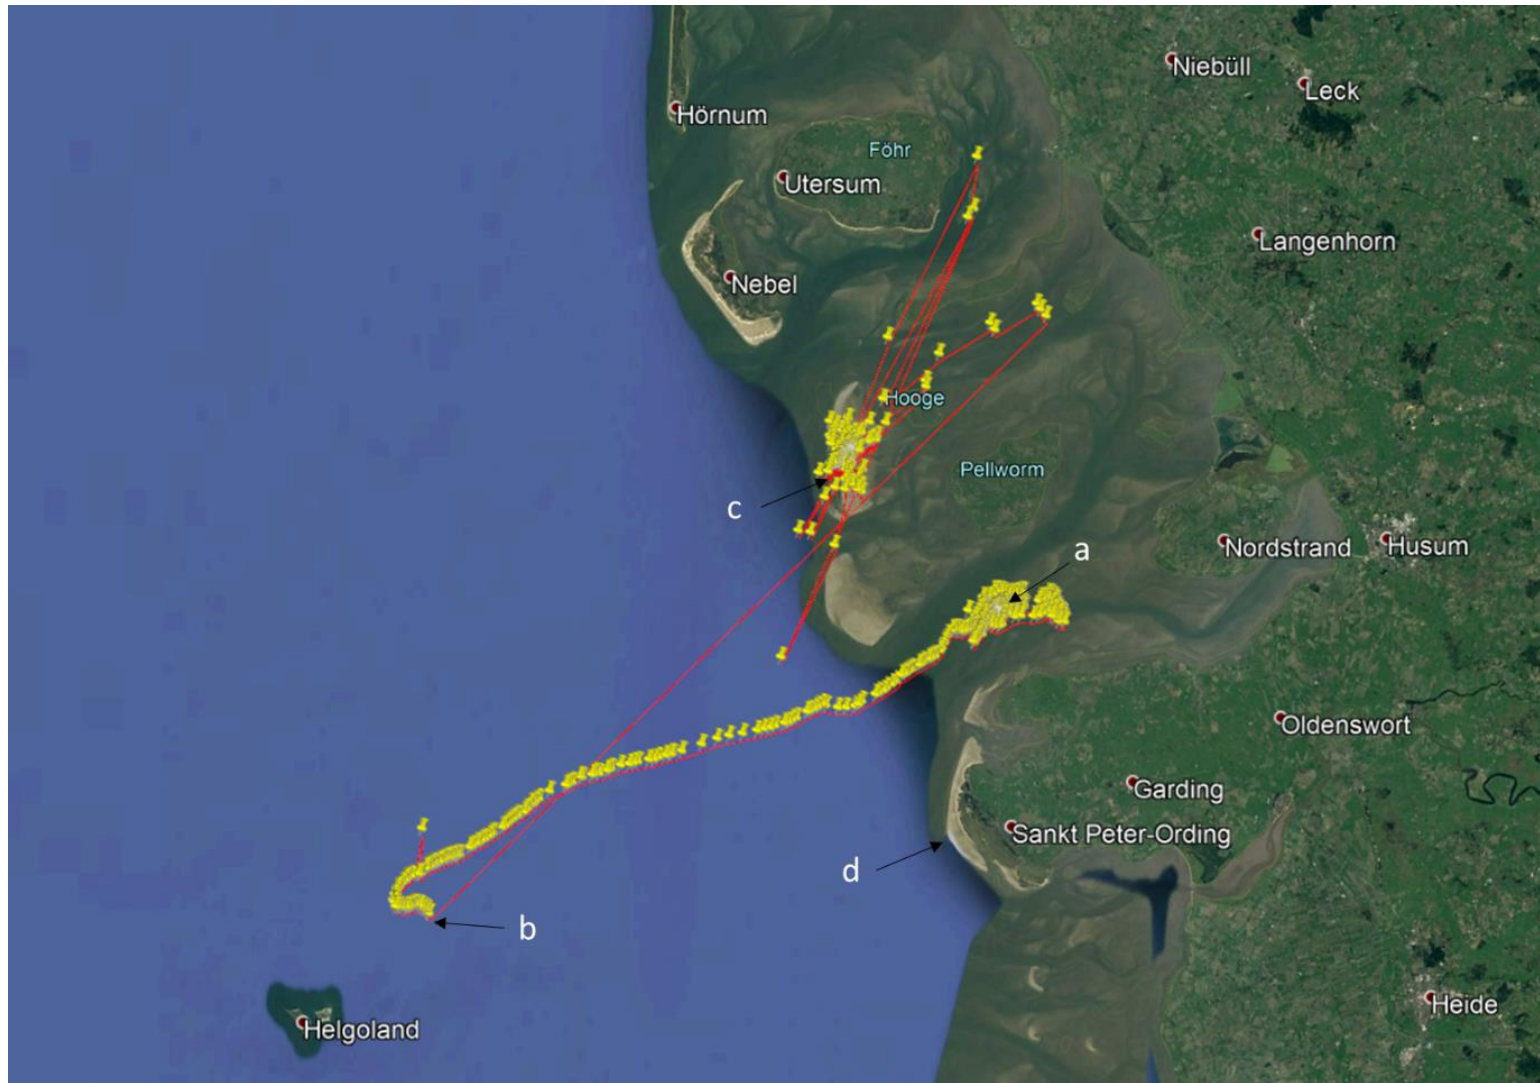 Niebüll
Leck
Hörnum
Föhr
Utersum
Langenhorn
Nebel
Hooge
Pellworm
c
a
Nordstrand
Husum
Oldenswort
Garding
Sankt Peter-Ording
d
b
Heide
Helgoland